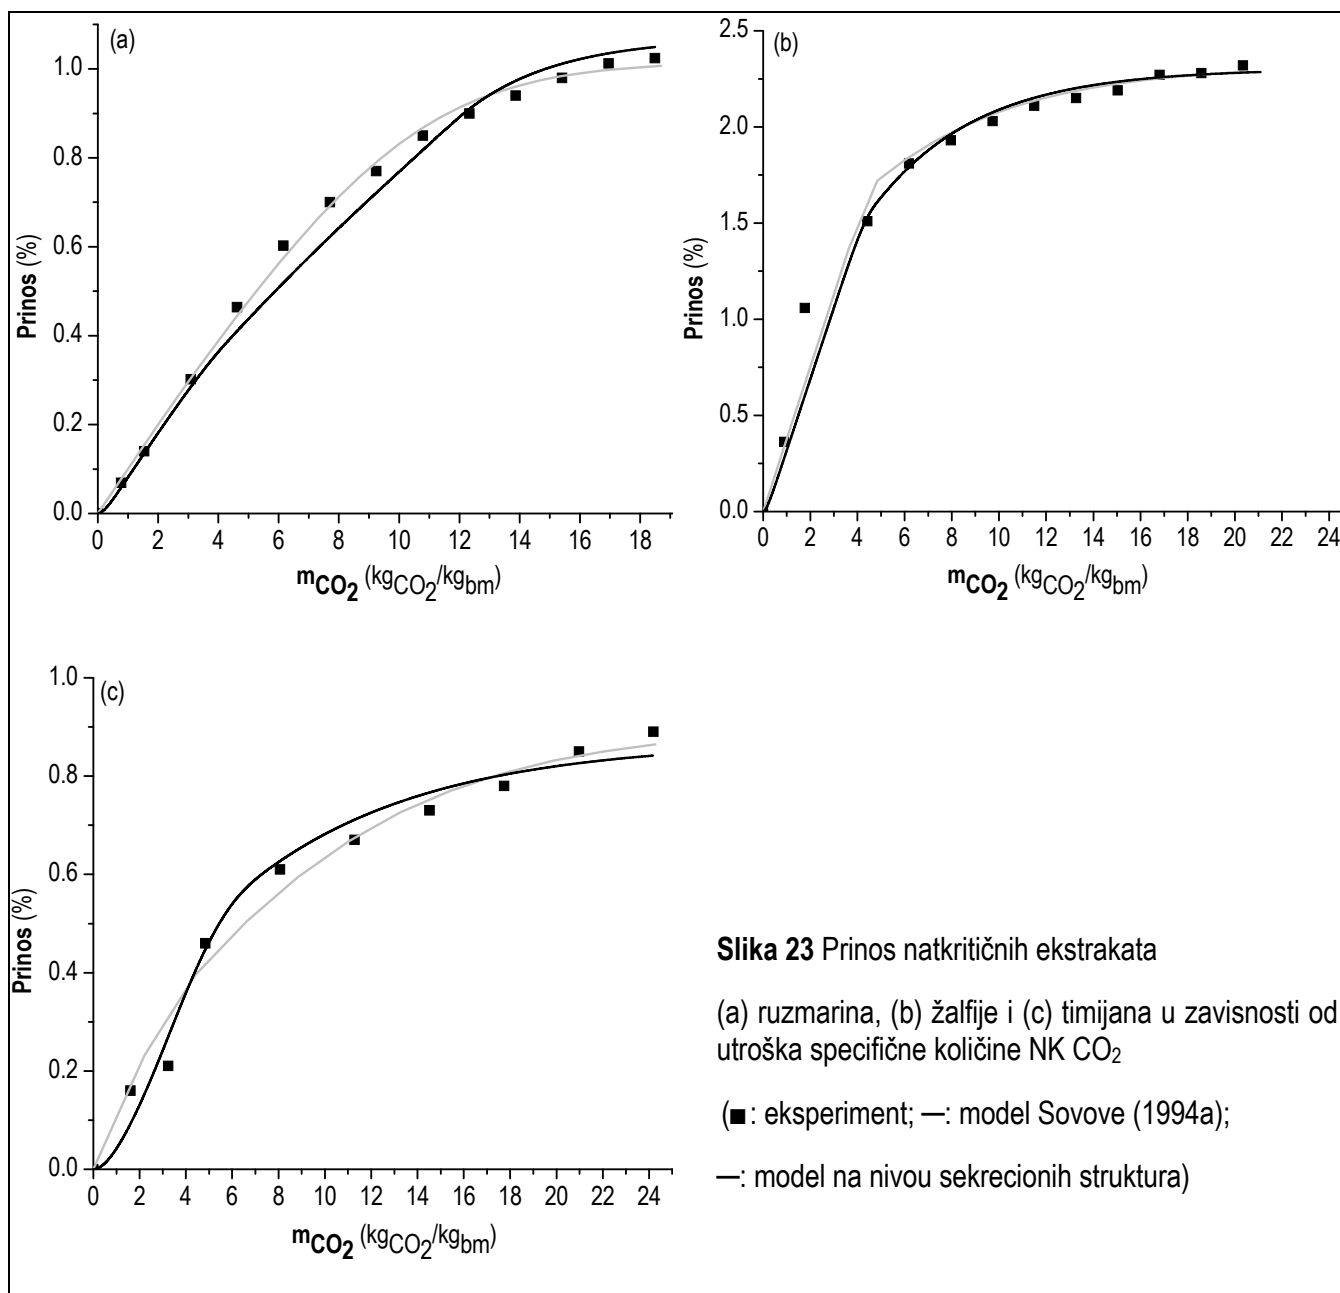 (a)
1.0
0.8
0.6
0.4
0.2
0.0
Prinos (%)
0 2 4 6 8 10 12 14 16 18
mCO2 (kgCO2/kgbm)
(b)
2.5
2.0
1.5
1.0
0.5
0.0
Prinos (%)
0 2 4 6 8 10 12 14 16 18 20 22 24
mCO2 (kgCO2/kgbm)
(c)
1.0
0.8
0.6
0.4
0.2
0.0
Prinos (%)
0 2 4 6 8 10 12 14 16 18 20 22 24
mCO2 (kgCO2/kgbm)
Slika 23 Prinos natkritičnih ekstrakata
(a) ruzmarina, (b) žalfije i (c) timijana u zavisnosti od
utroška specifične količine NK CO2
(■: eksperiment; —: model Sovove (1994a);
—: model na nivou sekrecionih struktura)